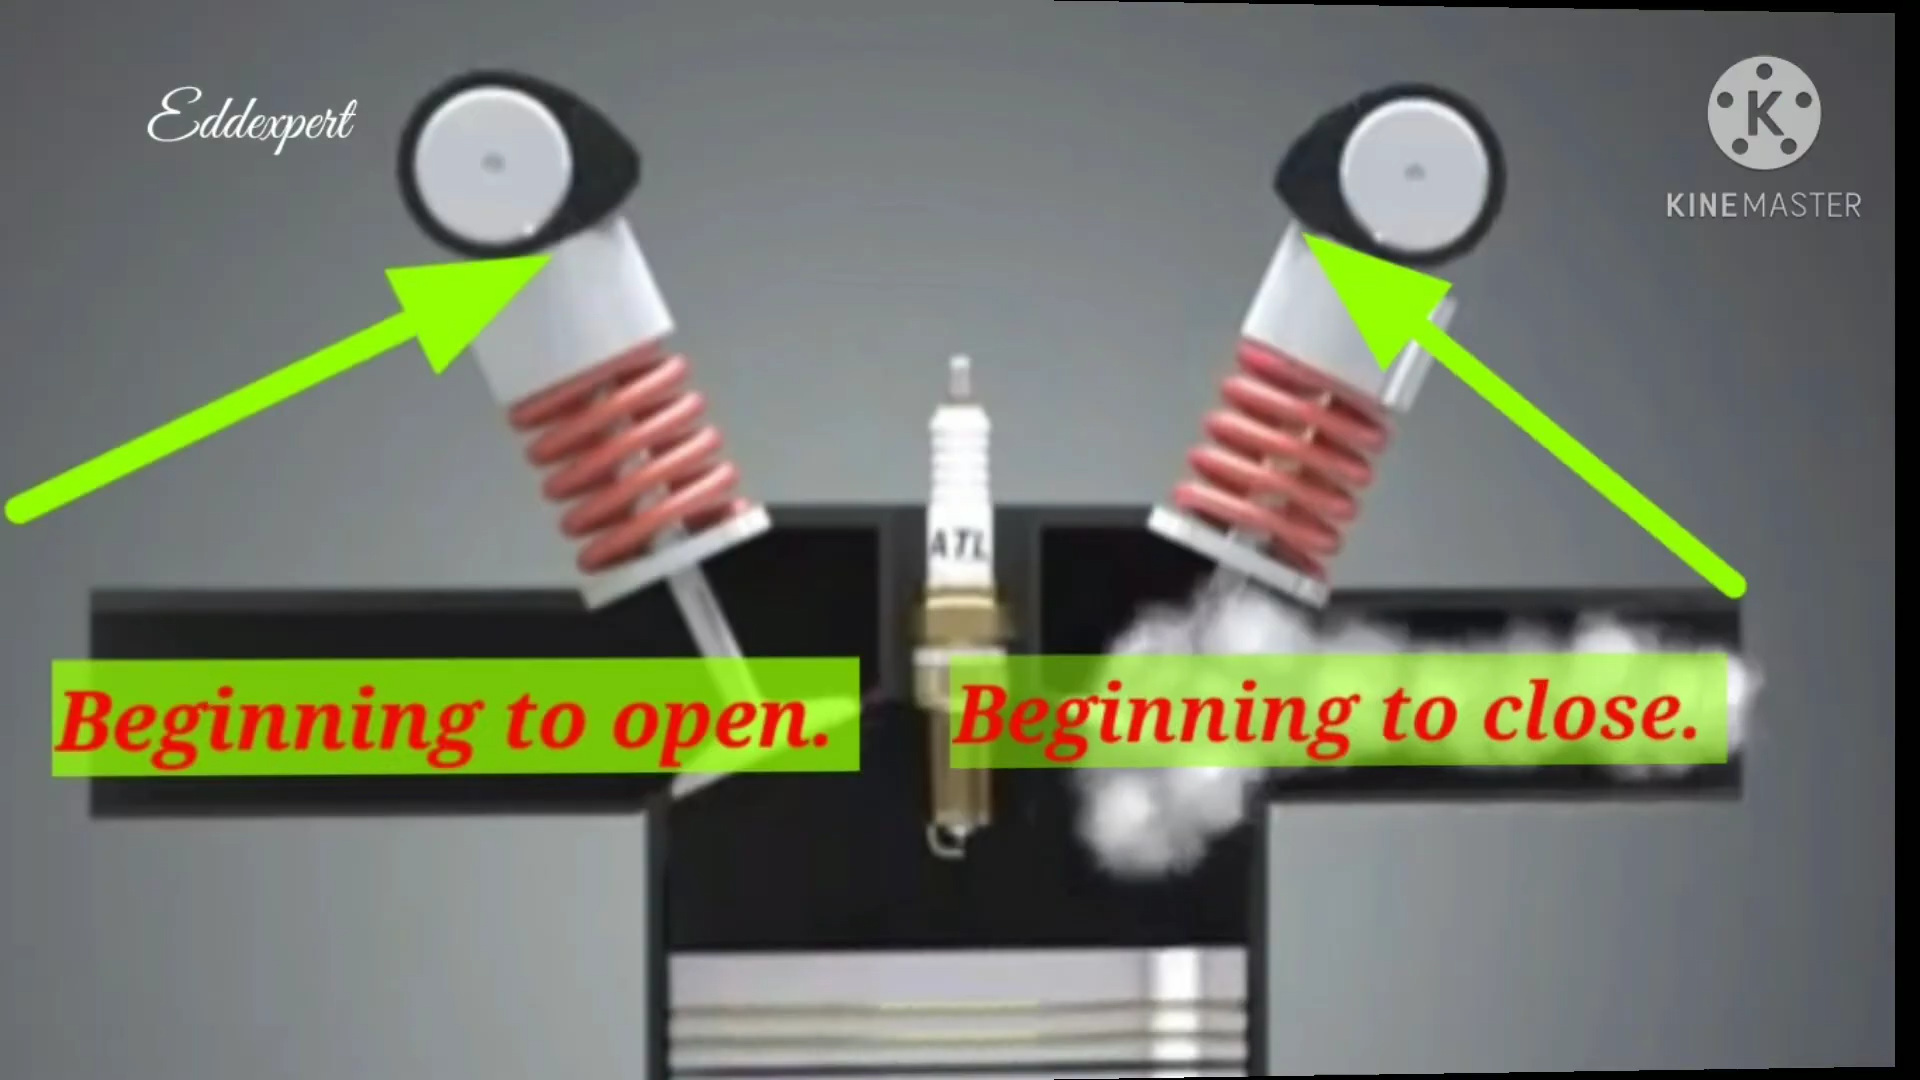 Eddexpert
K
KINEMASTER
ATL
Beginning to open.
Beginning to close.